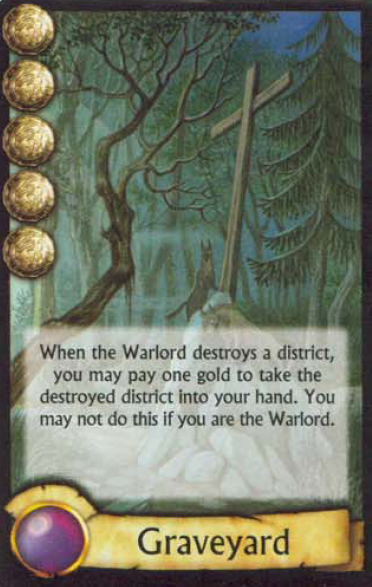 When the Warlord destroys a district,
you may pay one gold to take the
destroyed district into your hand. You
may not do this if you are the Warlord.
Graveyard